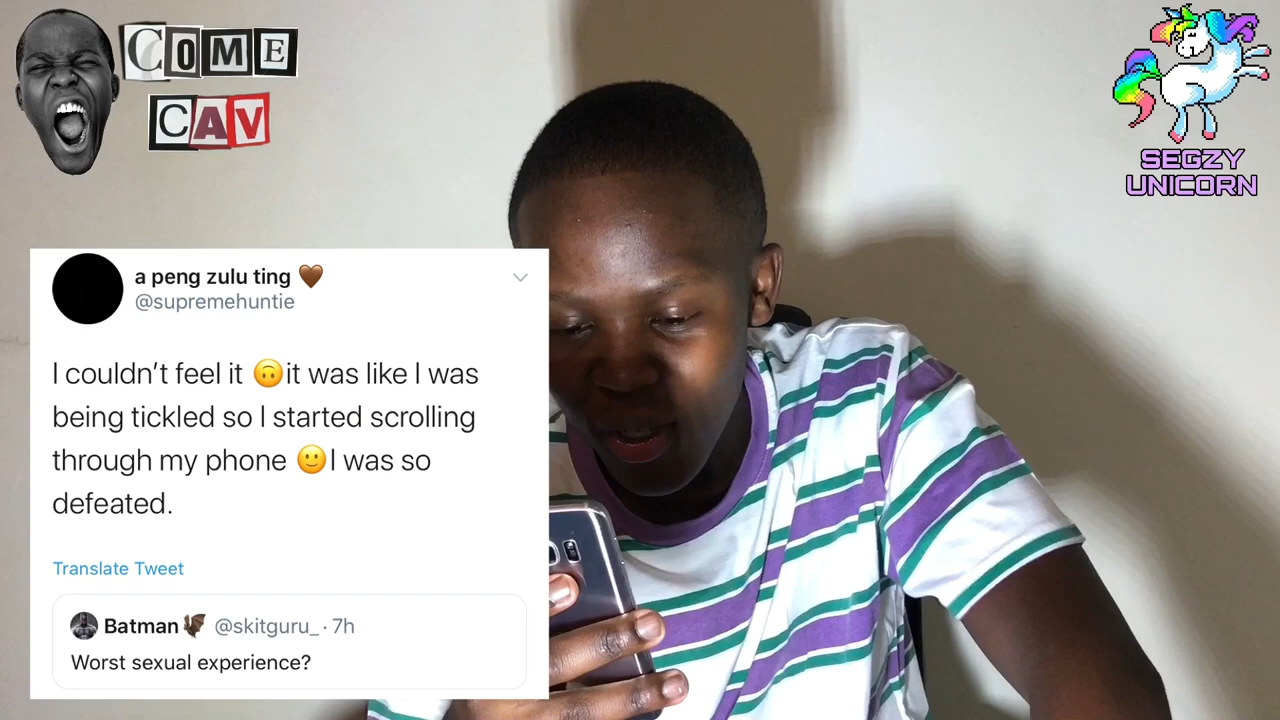 COME
CAV
SEGZY
UNICORN
a peng zulu ting 🤎
@supremehuntie
I couldn’t feel it 🙃it was like I was
being tickled so I started scrolling
through my phone 🙂I was so
defeated.
Translate Tweet
Batman🦇 @skitguru_ · 7h
Worst sexual experience?